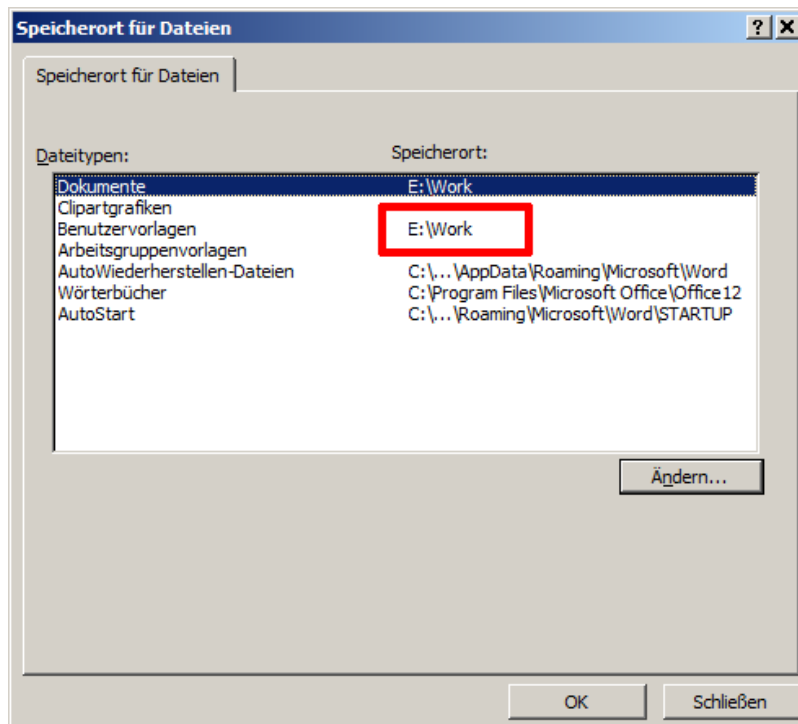 Speicherort für Dateien
Speicherort für Dateien
Dateitypen: Speicherort:
Dokumente E:\Work
Clipartgrafiken
Benutzervorlagen E:\Work
Arbeitsgruppenvorlagen
AutoWiederherstellen-Dateien C:\...\AppData\Roaming\Microsoft\Word
Wörterbücher C:\Program Files\Microsoft Office\Office12
AutoStart C:\...\Roaming\Microsoft\Word\STARTUP
Ändern...
OK Schließen